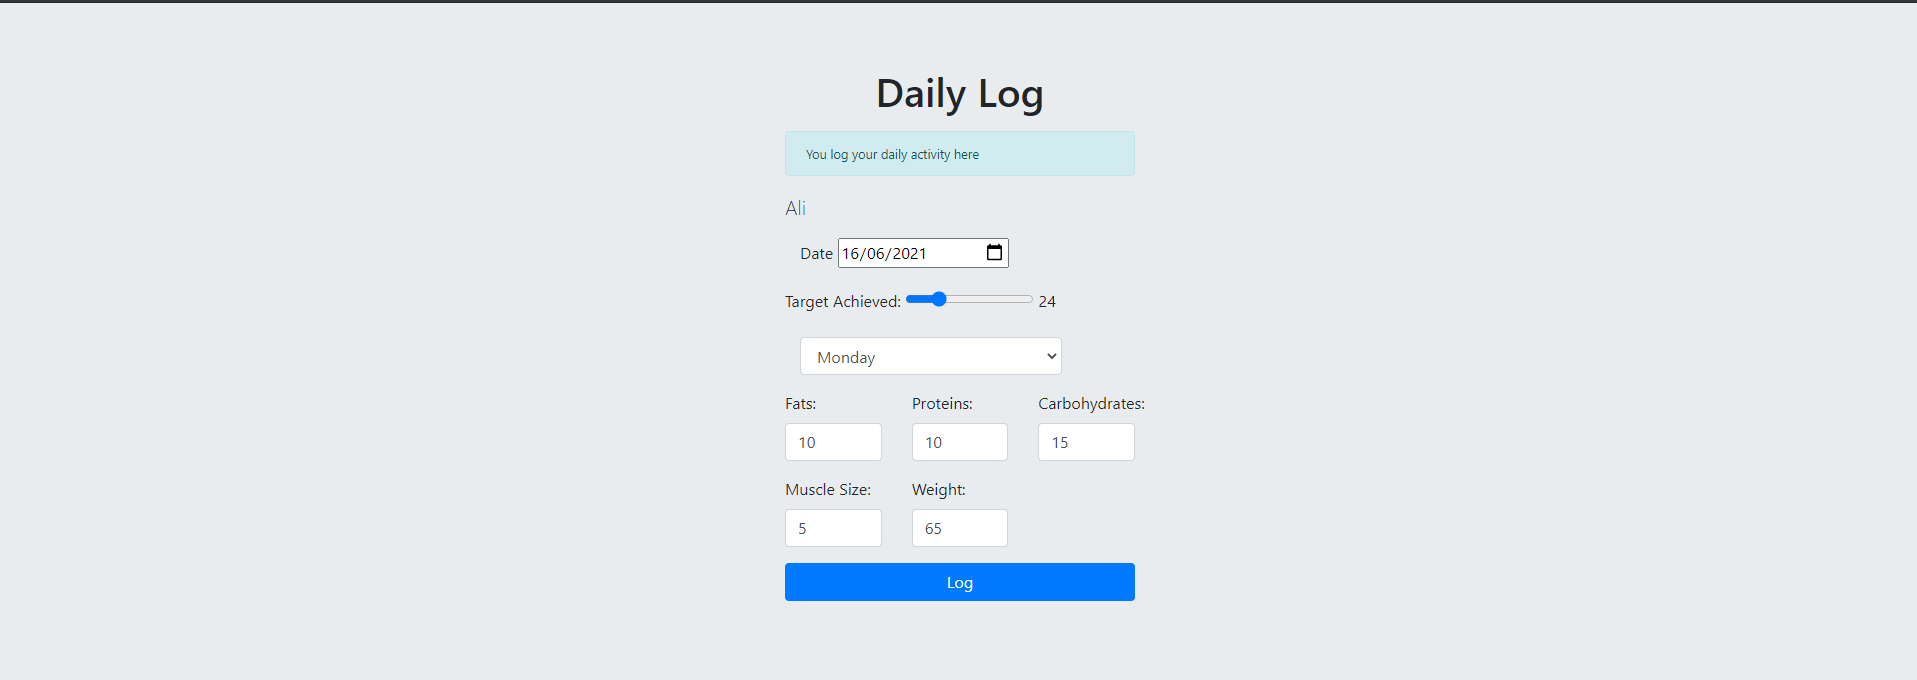 Daily Log
You log your daily activity here
Ali
Date 16/06/2021
Target Achieved: 24
Monday
Fats: Proteins: Carbohydrates:
10 10 15
Muscle Size: Weight:
5 65
Log